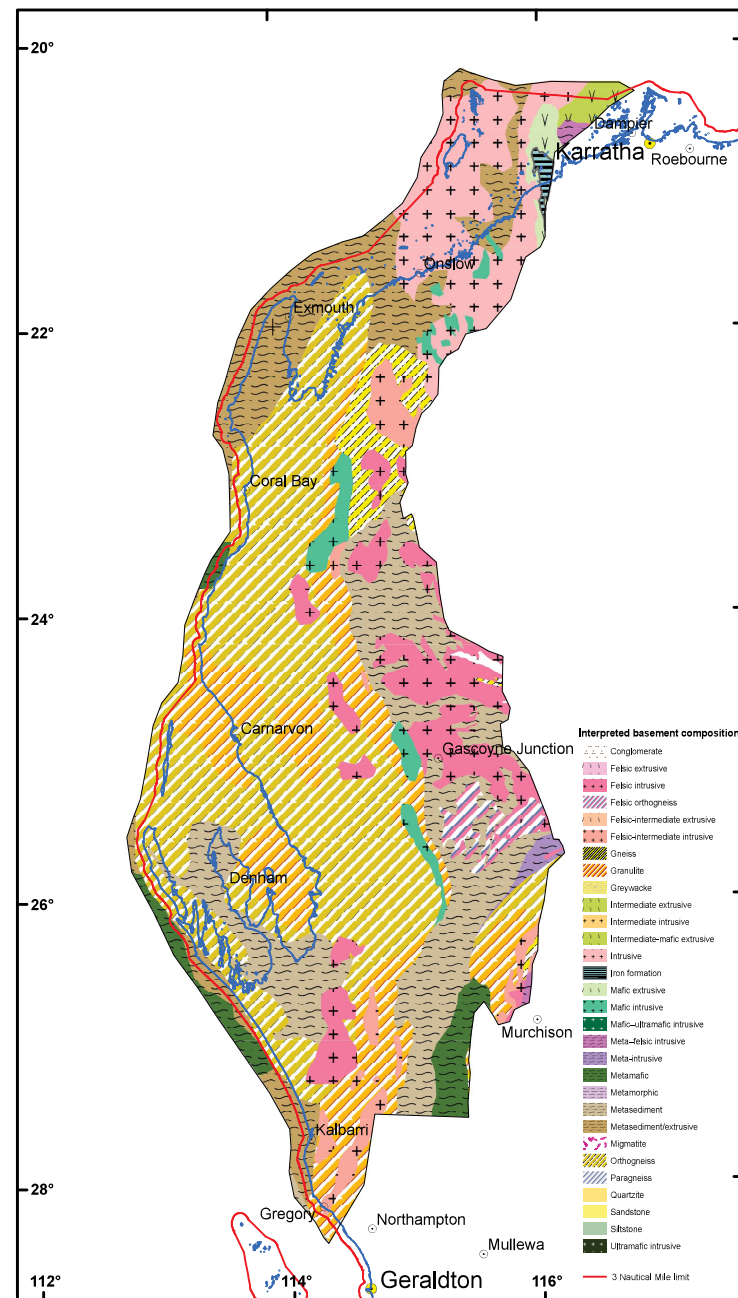 20°
Dampier
Karratha
Roebourne
Onslow
Exmouth
22°
Coral Bay
24°
Carnarvon
Gascoyne Junction
Denham
26°
Murchison
Kalbarri
28°
Gregory
Northampton
Mullewa
Geraldton
112°
114°
116°
Interpreted basement composition
Conglomerate
Felsic extrusive
Felsic intrusive
Felsic orthogneiss
Felsic-intermediate extrusive
Felsic-intermediate intrusive
Gneiss
Granulite
Greywacke
Intermediate extrusive
Intermediate intrusive
Intermediate-mafic extrusive
Intrusive
Iron formation
Mafic extrusive
Mafic intrusive
Mafic–ultramafic intrusive
Meta-felsic intrusive
Meta-intrusive
Metamafic
Metamorphic
Metasediment
Metasediment/extrusive
Migmatite
Orthogneiss
Paragneiss
Quartzite
Sandstone
Siltstone
Ultramafic intrusive
3 Nautical Mile limit